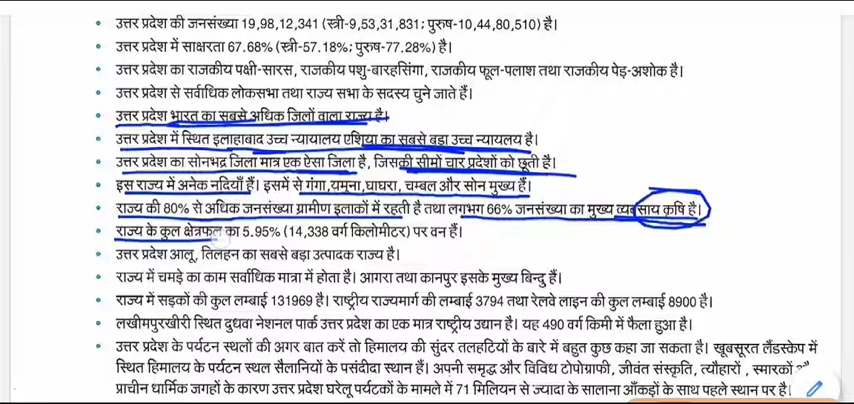 उत्तर प्रदेश की जनसंख्या 19,98,12,341 (स्त्री-9,53,31,831; पुरुष-10,44,80,510) है।
उत्तर प्रदेश में साक्षरता 67.68% (स्त्री-57.18%; पुरुष-77.28%) है।
उत्तर प्रदेश का राजकीय पक्षी-सारस, राजकीय पशु-बारहसिंगा, राजकीय फूल-पलाश तथा राजकीय पेड़-अशोक है।
उत्तर प्रदेश से सर्वाधिक लोकसभा तथा राज्य सभा के सदस्य चुने जाते हैं।
उत्तर प्रदेश भारत का सबसे अधिक जिलों वाला राज्य है।
उत्तर प्रदेश में स्थित इलाहाबाद उच्च न्यायालय एशिया का सबसे बड़ा उच्च न्यायलय है।
उत्तर प्रदेश का सोनभद्र जिला मात्र एक ऐसा जिला है, जिसकी सीमों चार प्रदेशों को छूती है।
इस राज्य में अनेक नदियाँ हैं। इसमें से गंगा,यमुना,घाघरा, चम्बल और सोन मुख्य हैं।
राज्य की 80% से अधिक जनसंख्या ग्रामीण इलाकों में रहती है तथा लगभग 66% जनसंख्या का मुख्य व्यवसाय कृषि है।
राज्य के कुल क्षेत्रफल का 5.95% (14,338 वर्ग किलोमीटर) पर वन हैं।
उत्तर प्रदेश आलू, तिलहन का सबसे बड़ा उत्पादक राज्य है।
राज्य में चमड़े का काम सर्वाधिक मात्रा में होता है। आगरा तथा कानपुर इसके मुख्य बिन्दु हैं।
राज्य में सड़कों की कुल लम्बाई 131969 है। राष्ट्रीय राज्यमार्ग की लम्बाई 3794 तथा रेलवे लाइन की कुल लम्बाई 8900 है।
लखीमपुरखीरी स्थित दुधवा नेशनल पार्क उत्तर प्रदेश का एक मात्र राष्ट्रीय उद्यान है। यह 490 वर्ग किमी में फैला हुआ है।
उत्तर प्रदेश के पर्यटन स्थलों की अगर बात करें तो हिमालय की सुंदर तलहटियों के बारे में बहुत कुछ कहा जा सकता है। खूबसूरत लैंडस्केप में
स्थित हिमालय के पर्यटन स्थल सैलानियों के पसंदीदा स्थान हैं। अपनी समृद्ध और विविध टोपोग्राफी, जीवंत संस्कृति, त्यौहारों , स्मारकों
प्राचीन धार्मिक जगहों के कारण उत्तर प्रदेश घरेलू पर्यटकों के मामले में 71 मिलियन से ज्यादा के सालाना आँकड़ों के साथ पहले स्थान पर है।